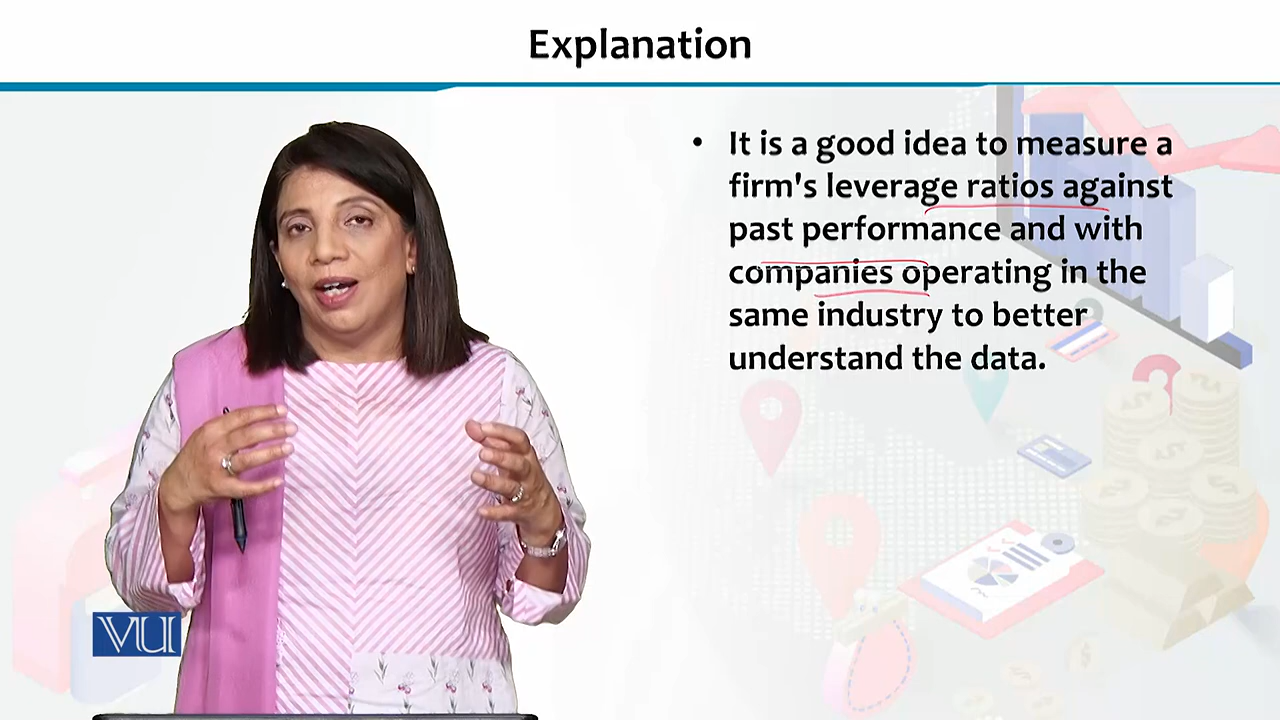 Explanation
• It is a good idea to measure a
firm's leverage ratios against
past performance and with
companies operating in the
same industry to better
understand the data.
VU